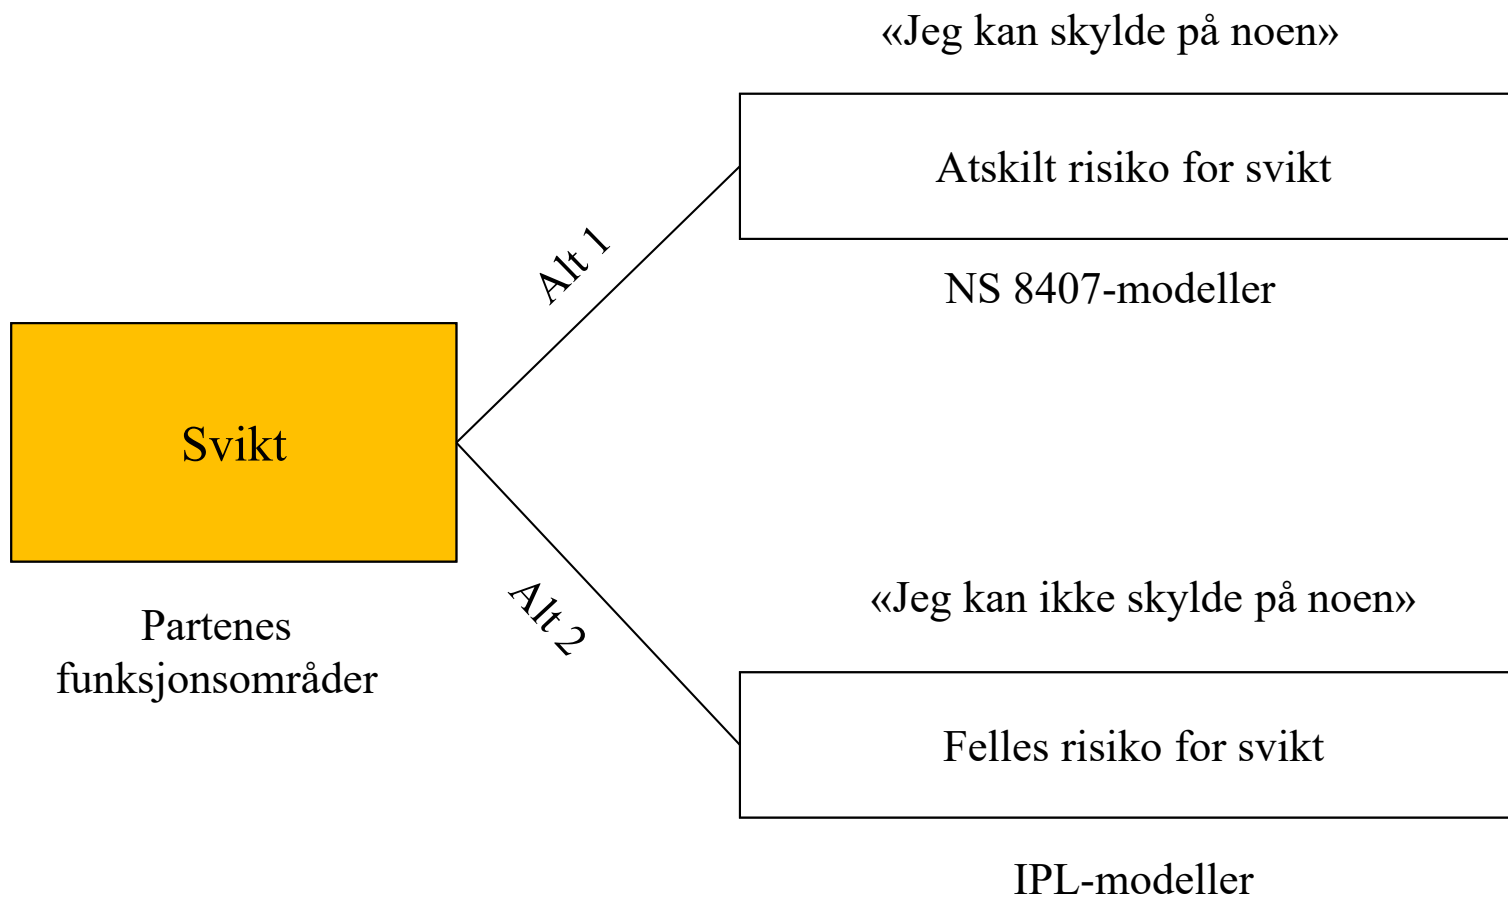 «Jeg kan skylde på noen»
Atskilt risiko for svikt
NS 8407-modeller
Alt 1
Svikt
Partenes
funksjonsområder
Alt 2
«Jeg kan ikke skylde på noen»
Felles risiko for svikt
IPL-modeller